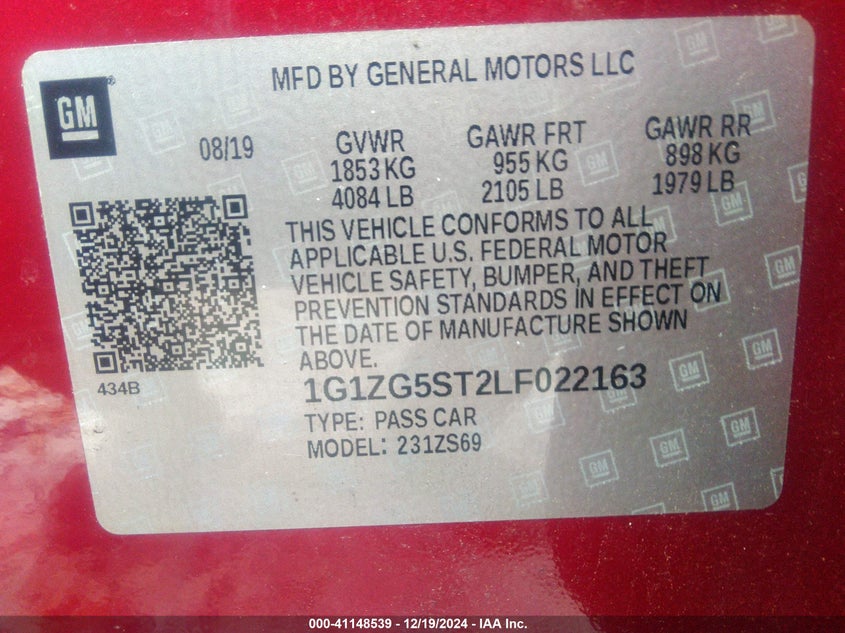 MFD BY GENERAL MOTORS LLC
GM
08/19 GVWR GAWR FRT GAWR RR
1853 KG 955 KG 898 KG
4084 LB 2105 LB 1979 LB
THIS VEHICLE CONFORMS TO ALL
APPLICABLE U.S. FEDERAL MOTOR
VEHICLE SAFETY, BUMPER, AND THEFT
PREVENTION STANDARDS IN EFFECT ON
THE DATE OF MANUFACTURE SHOWN
ABOVE.
434B
1G1ZG5ST2LF022163
TYPE: PASS CAR
MODEL: 231ZS69
000-41148539 - 12/19/2024 - IAA Inc.